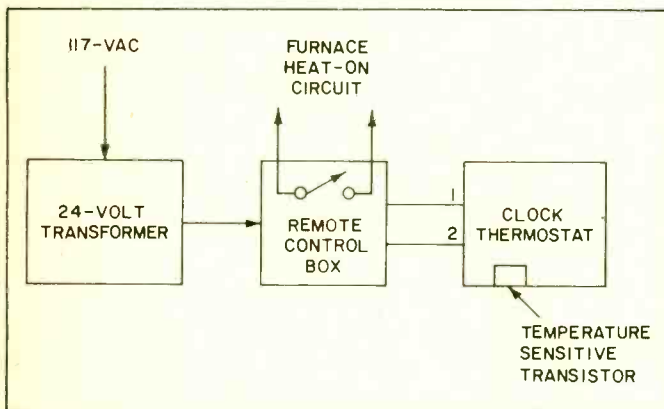 117-VAC
FURNACE
HEAT-ON
CIRCUIT
24-VOLT
TRANSFORMER
REMOTE
CONTROL
BOX
1
2
CLOCK
THERMOSTAT
TEMPERATURE
SENSITIVE
TRANSISTOR